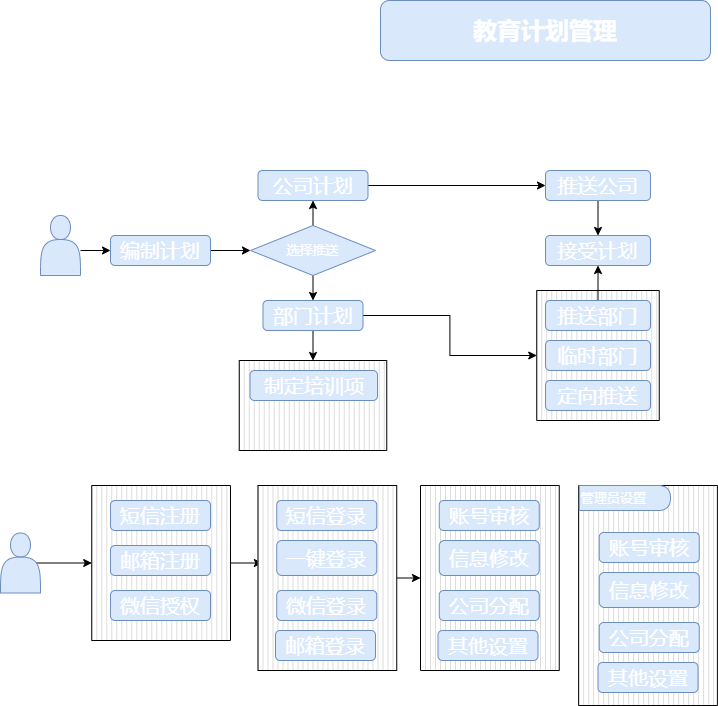 教育计划管理
公司计划
推送公司
编制计划
选择推送
接受计划
部门计划
推送部门
临时部门
定向推送
制定培训项
短信注册
邮箱注册
微信授权
短信登录
一键登录
微信登录
邮箱登录
账号审核
信息修改
公司分配
其他设置
管理员设置
账号审核
信息修改
公司分配
其他设置